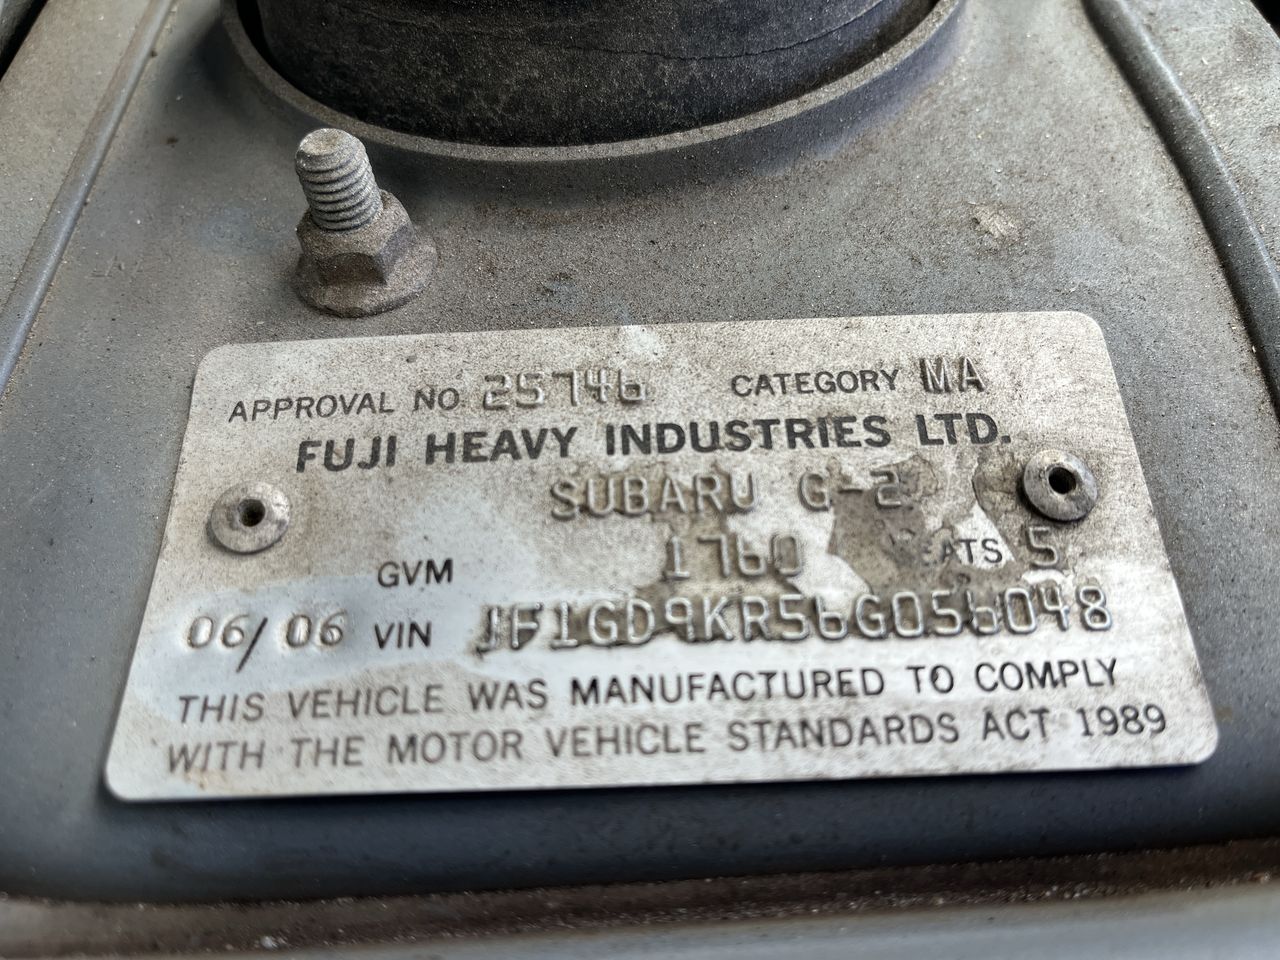 APPROVAL NO. 25746 CATEGORY MA
FUJI HEAVY INDUSTRIES LTD.
SUBARU G-2
GVM 1760 SEATS 5
06/06 VIN JF1GD9KR56G056048
THIS VEHICLE WAS MANUFACTURED TO COMPLY
WITH THE MOTOR VEHICLE STANDARDS ACT 1989